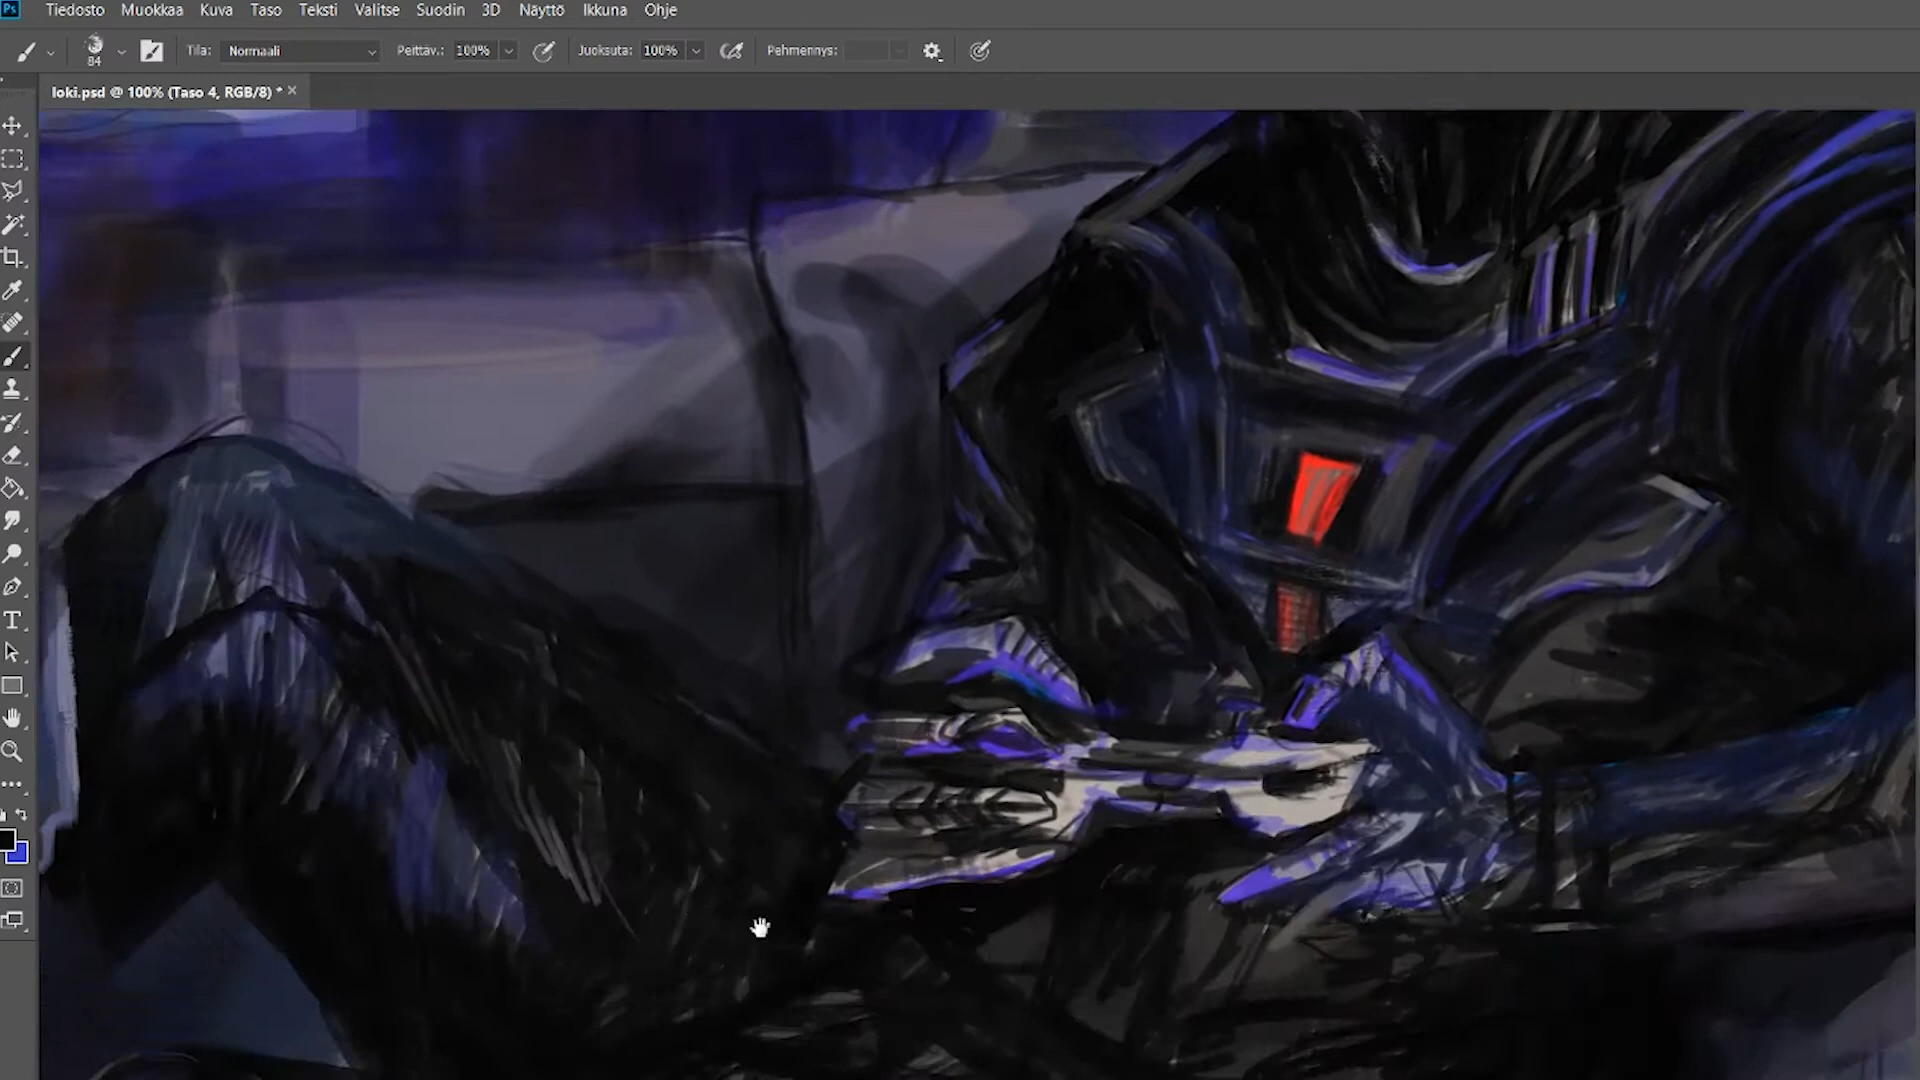 Ps Tiedosto Muokkaa Kuva Taso Teksti Valitse Suodin 3D Näyttö Ikkuna Ohje
84 Tila: Normaali Peittäv.: 100% Juoksuta: 100% Pehmennys:
loki.psd @ 100% (Taso 4, RGB/8) * ×